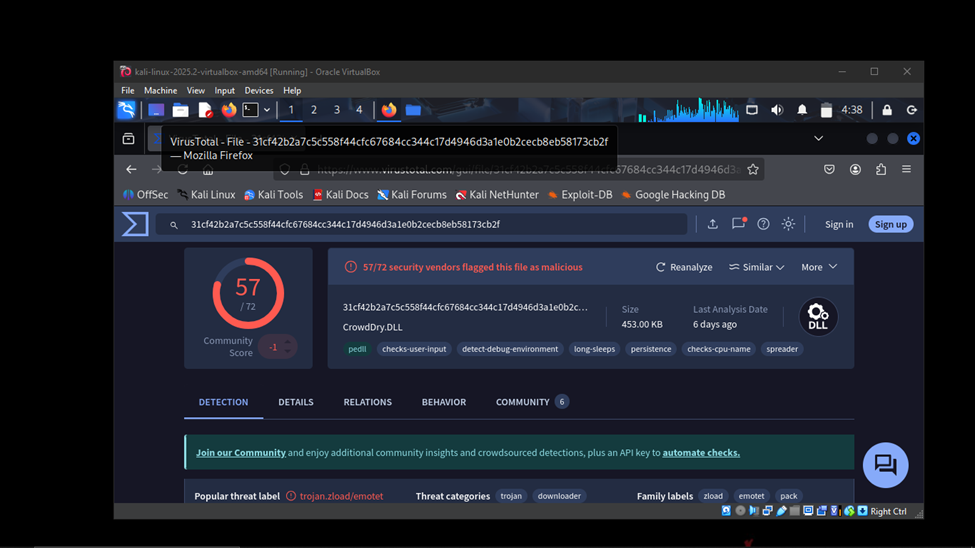 kali-linux-2025.2-virtualbox-amd64 [Running] - Oracle VirtualBox
File Machine View Input Devices Help
1 2 3 4 4:38
VirusTotal - File - 31cf42b2a7c5c558f44cfc67684cc344c17d4946d3a1e0b2cecb8eb58173cb2f
— Mozilla Firefox
OffSec Kali Linux Kali Tools Kali Docs Kali Forums Kali NetHunter Exploit-DB Google Hacking DB
31cf42b2a7c5c558f44cfc67684cc344c17d4946d3a1e0b2cecb8eb58173cb2f Sign in Sign up
57
/ 72
Community
Score
-1
57/72 security vendors flagged this file as malicious Reanalyze Similar More
31cf42b2a7c5c558f44cfc67684cc344c17d4946d3a1e0b2c...
CrowdDry.DLL
Size
453.00 KB
Last Analysis Date
6 days ago
DLL
pedll checks-user-input detect-debug-environment long-sleeps persistence checks-cpu-name spreader
DETECTION DETAILS RELATIONS BEHAVIOR COMMUNITY 6
Join our Community and enjoy additional community insights and crowdsourced detections, plus an API key to automate checks.
Popular threat label trojan.zload/emotet Threat categories trojan downloader Family labels zload emotet pack
Right Ctrl